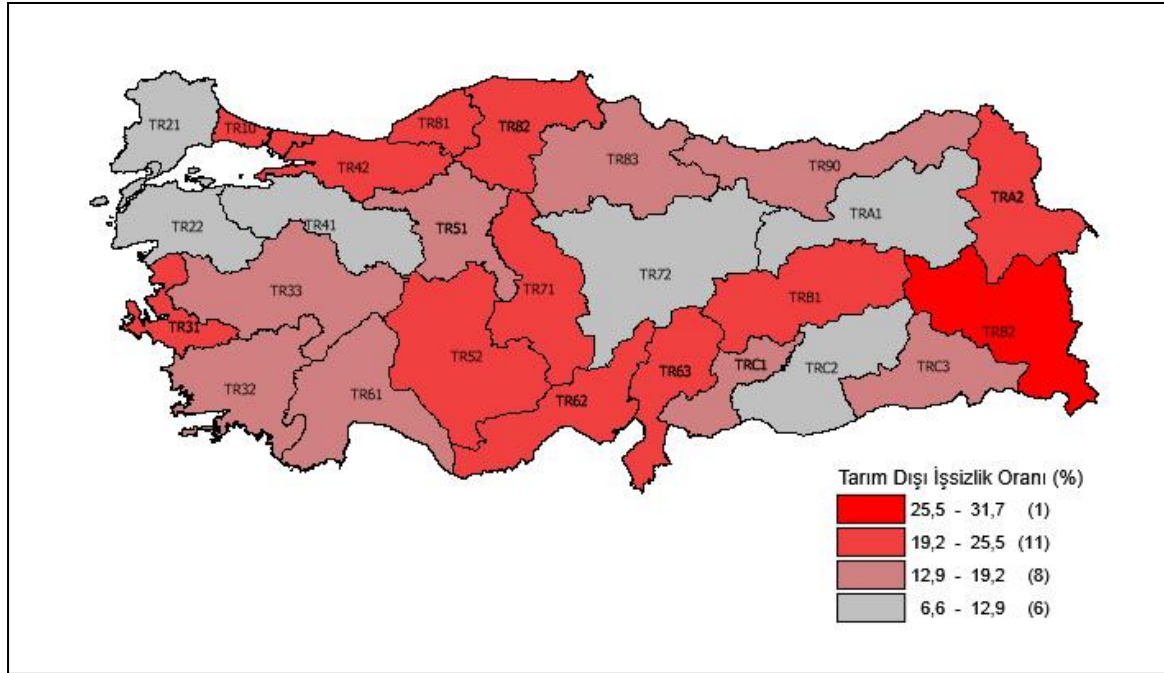 TR21
TR10
TR81
TR82
TR42
TR83
TR90
TRA1
TRA2
TR22
TR41
TR51
TR72
TR33
TR71
TRB1
TRB2
TR31
TR52
TR63
TRC1
TRC2
TRC3
TR32
TR61
TR62
Tarım Dışı İşsizlik Oranı (%)
25,5 - 31,7 (1)
19,2 - 25,5 (11)
12,9 - 19,2 (8)
6,6 - 12,9 (6)